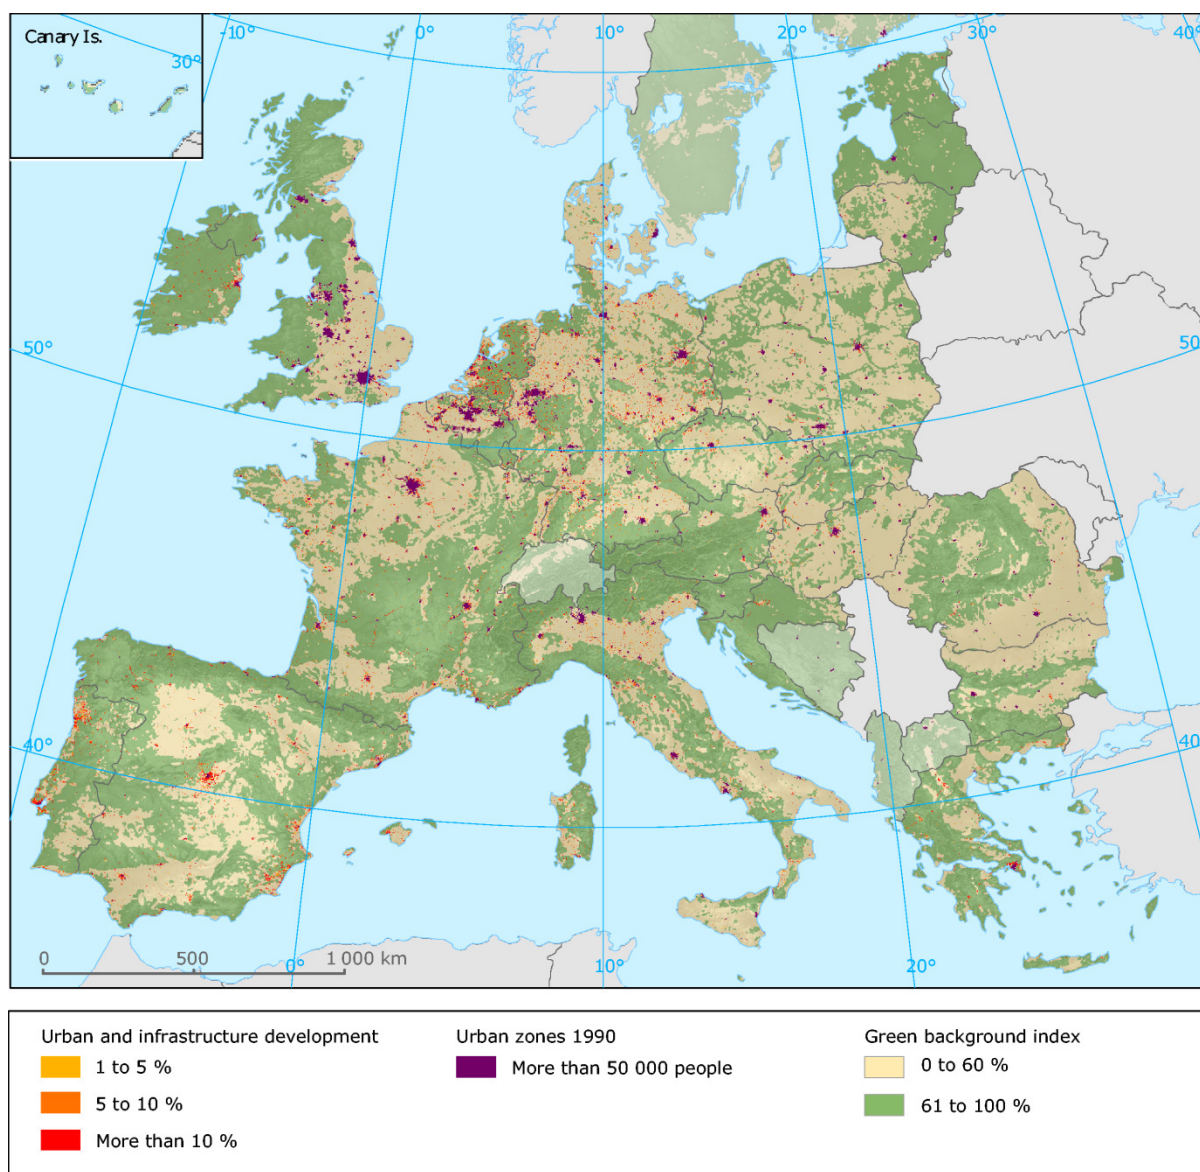 Canary Is.
30°
-10°
0°
10°
20°
30°
40°
50°
50°
40°
40°
0 500 1 000 km
0°
10°
20°
Urban and infrastructure development
1 to 5 %
5 to 10 %
More than 10 %
Urban zones 1990
More than 50 000 people
Green background index
0 to 60 %
61 to 100 %